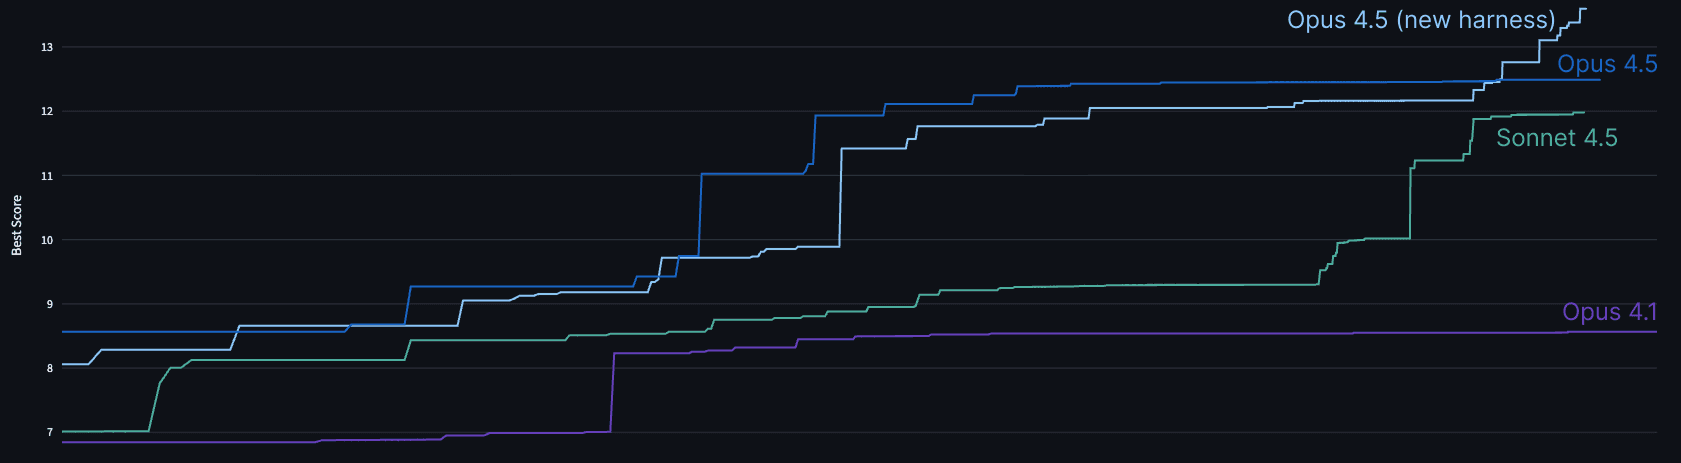 Opus 4.5 (new harness)
13
Opus 4.5
12
Sonnet 4.5
11
Best Score
10
9
Opus 4.1
8
7